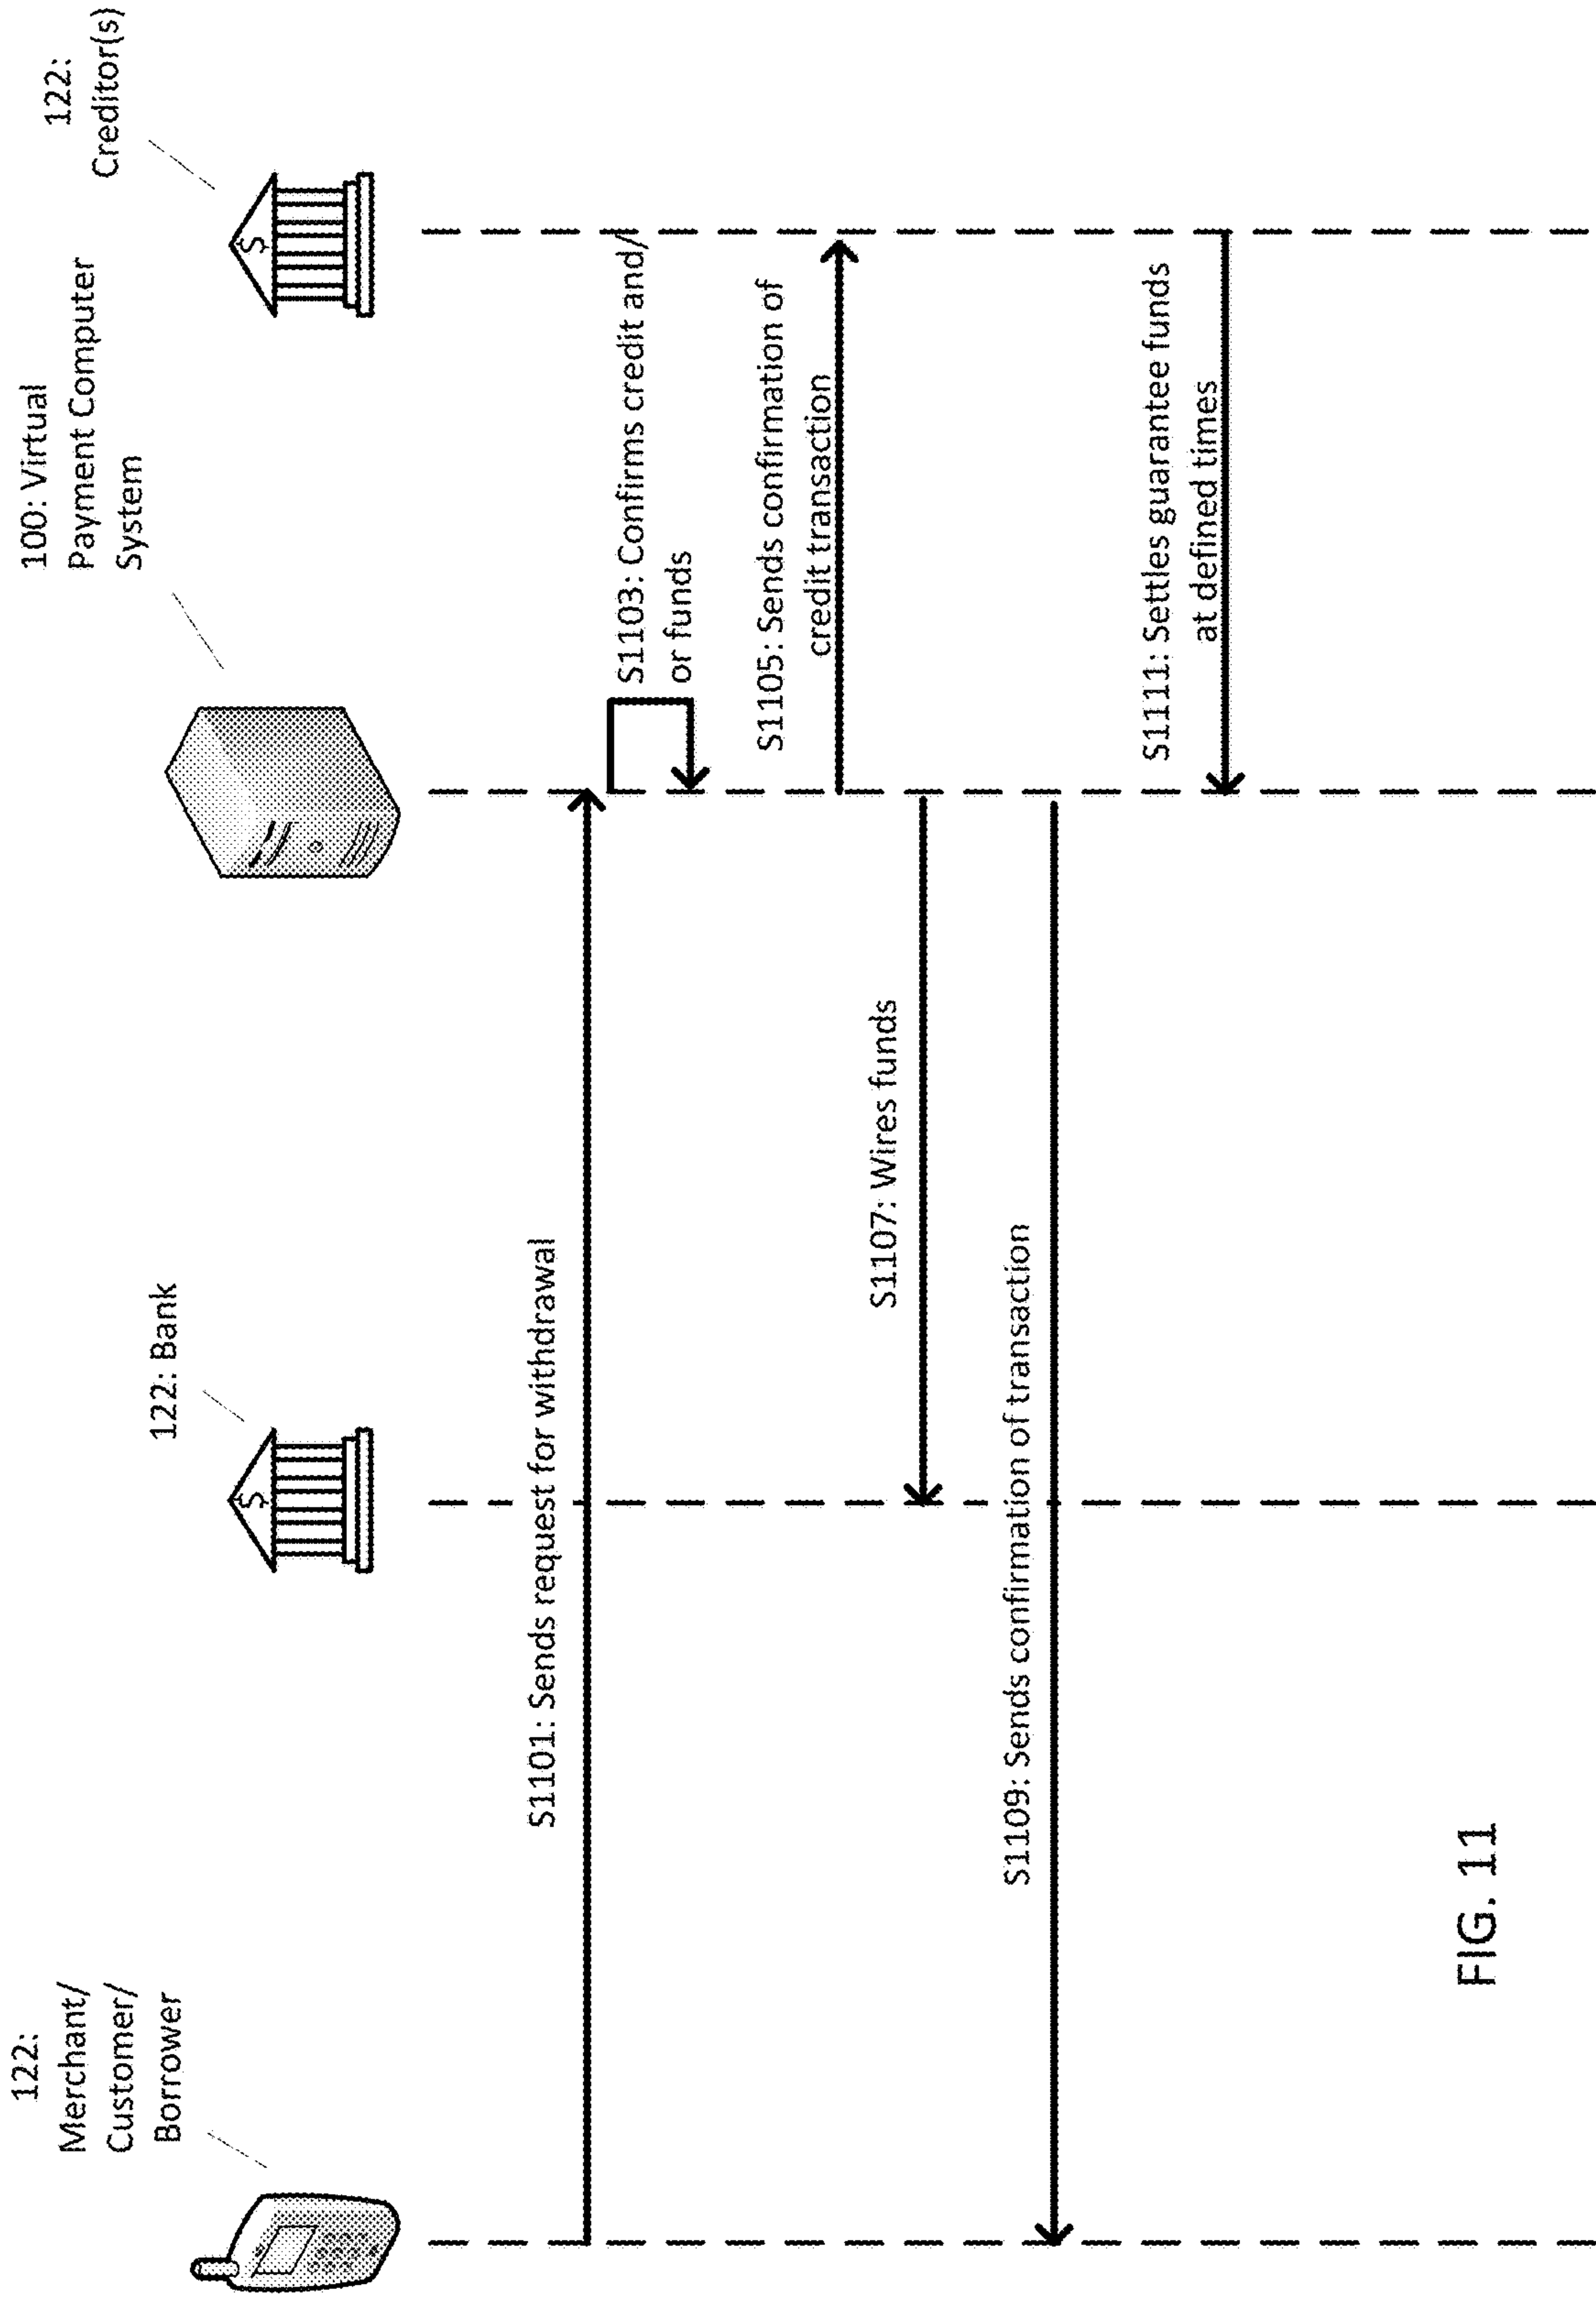 122:
Merchant/
Customer/
Borrower
122: Bank
100: Virtual
Payment Computer
System
122:
Creditor(s)
$
$
S1101: Sends request for withdrawal
S1103: Confirms credit and/
or funds
S1105: Sends confirmation of
credit transaction
S1107: Wires funds
S1109: Sends confirmation of transaction
S1111: Settles guarantee funds
at defined times
FIG. 11